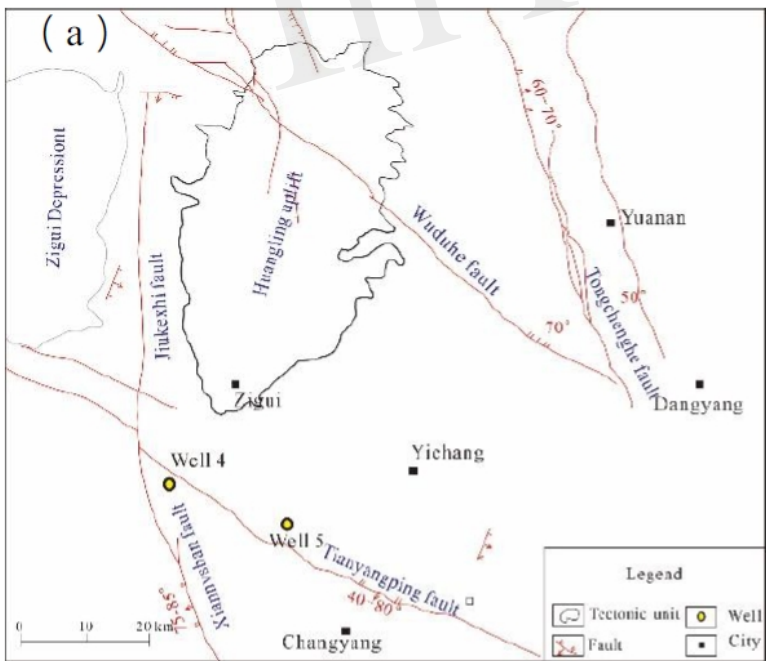 (a)
60-70°
Zigui Depressiont
Huangling uplift
Yuanan
Wuduhe fault
Jiukexhi fault
50°
Tongchenghe fault
70°
Zigui
Dangyang
Yichang
Well 4
Well 5
Xiannvshan fault
Tianyangping fault
75-85°
40~80°
Changyang
0 10 20 km
Legend
Tectonic unit
Well
Fault
City